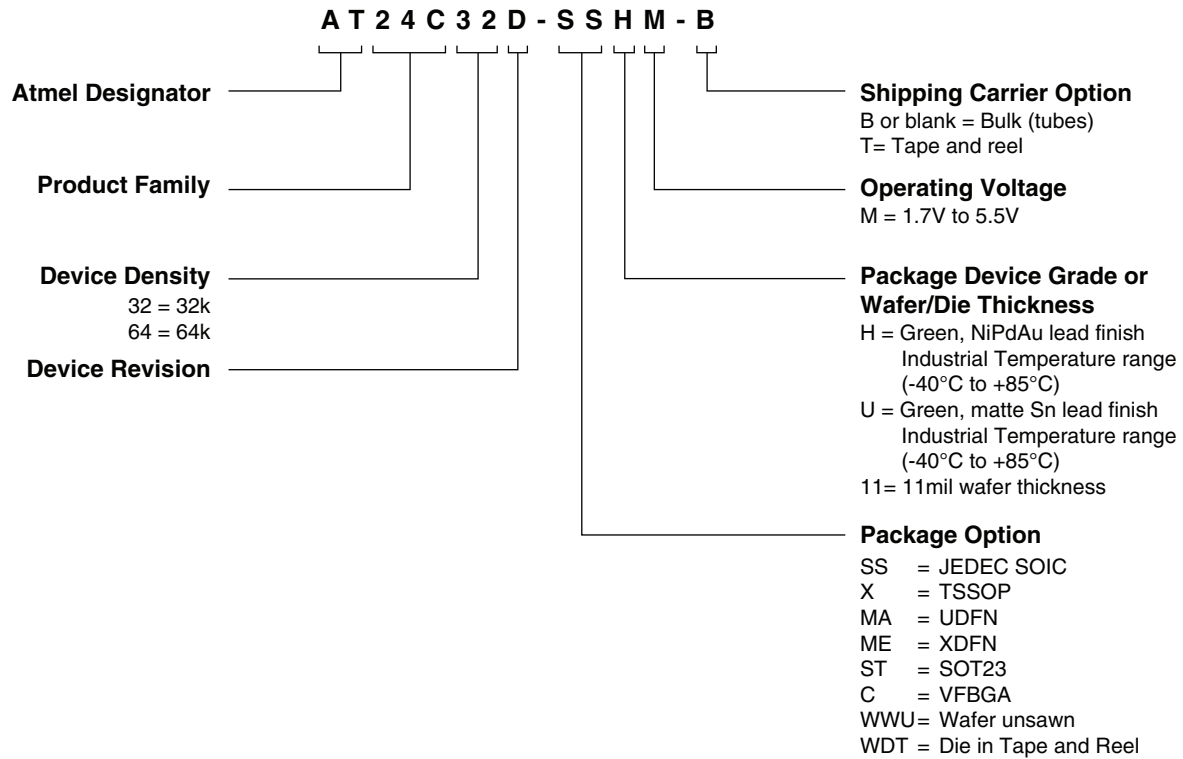 AT24C32D-SSHM-B
Atmel Designator
Product Family
Device Density
32 = 32k
64 = 64k
Device Revision
Shipping Carrier Option
B or blank = Bulk (tubes)
T= Tape and reel
Operating Voltage
M = 1.7V to 5.5V
Package Device Grade or
Wafer/Die Thickness
H = Green, NiPdAu lead finish
Industrial Temperature range
(-40°C to +85°C)
U = Green, matte Sn lead finish
Industrial Temperature range
(-40°C to +85°C)
11= 11mil wafer thickness
Package Option
SS = JEDEC SOIC
X = TSSOP
MA = UDFN
ME = XDFN
ST = SOT23
C = VFBGA
WWU= Wafer unsawn
WDT = Die in Tape and Reel